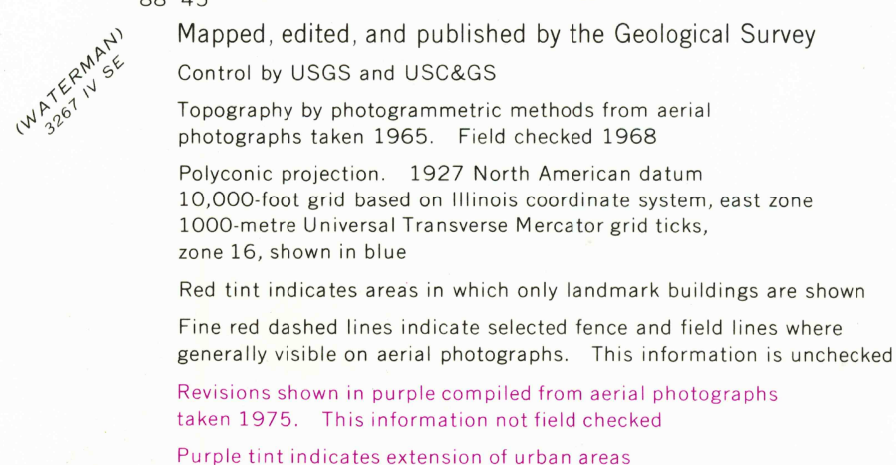 88° 45'
(WATERMAN)
3267 IV SE
Mapped, edited, and published by the Geological Survey
Control by USGS and USC&GS
Topography by photogrammetric methods from aerial
photographs taken 1965. Field checked 1968
Polyconic projection. 1927 North American datum
10,000-foot grid based on Illinois coordinate system, east zone
1000-metre Universal Transverse Mercator grid ticks,
zone 16, shown in blue
Red tint indicates areas in which only landmark buildings are shown
Fine red dashed lines indicate selected fence and field lines where
generally visible on aerial photographs. This information is unchecked
Revisions shown in purple compiled from aerial photographs
taken 1975. This information not field checked
Purple tint indicates extension of urban areas